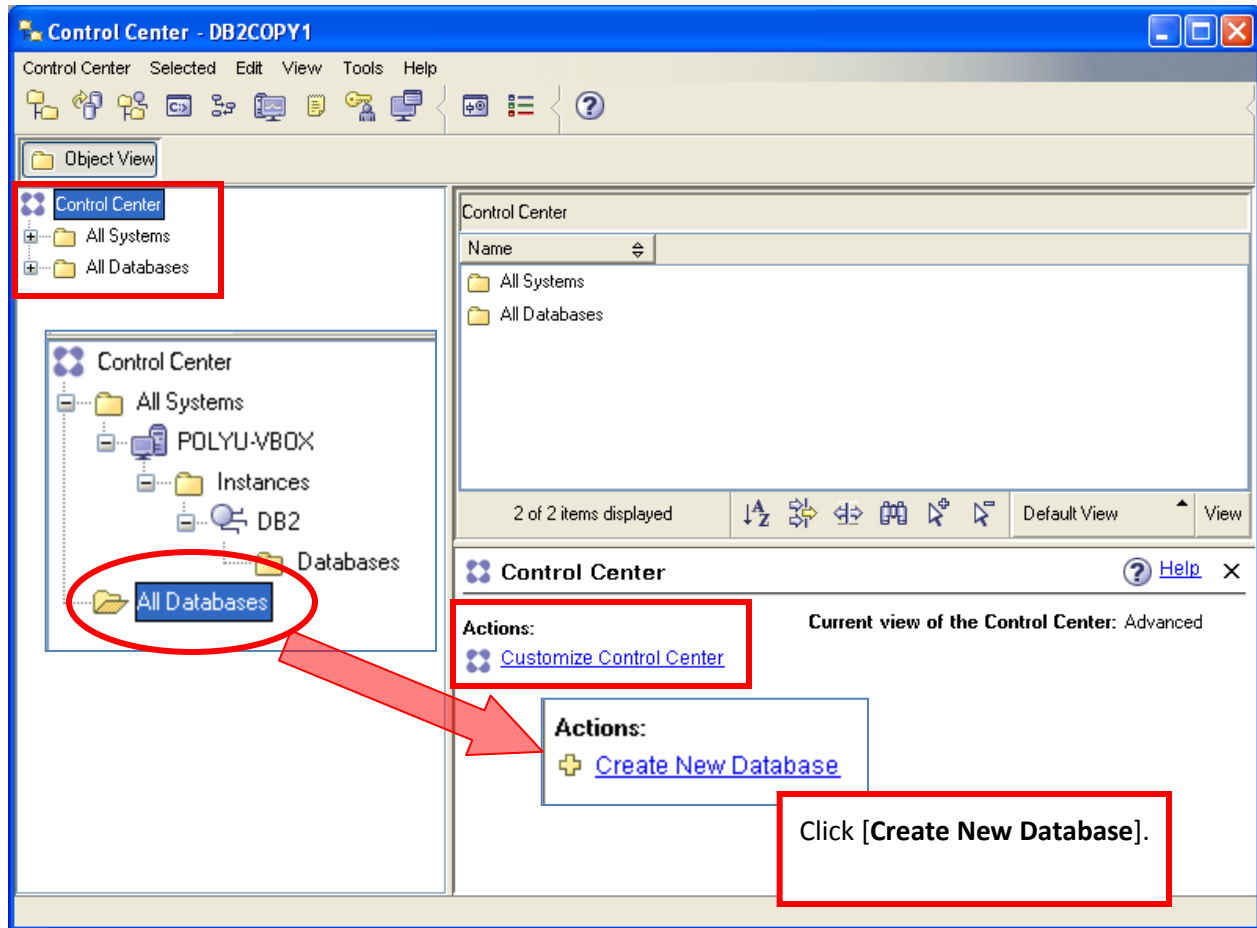 Control Center - DB2COPY1
Control Center Selected Edit View Tools Help
Object View
Control Center
All Systems
All Databases
Control Center
All Systems
POLYU-VBOX
Instances
DB2
Databases
All Databases
Control Center
Name
All Systems
All Databases
2 of 2 items displayed
Default View
View
Control Center
Help
Actions:
Current view of the Control Center: Advanced
Customize Control Center
Actions:
Create New Database
Click [Create New Database].